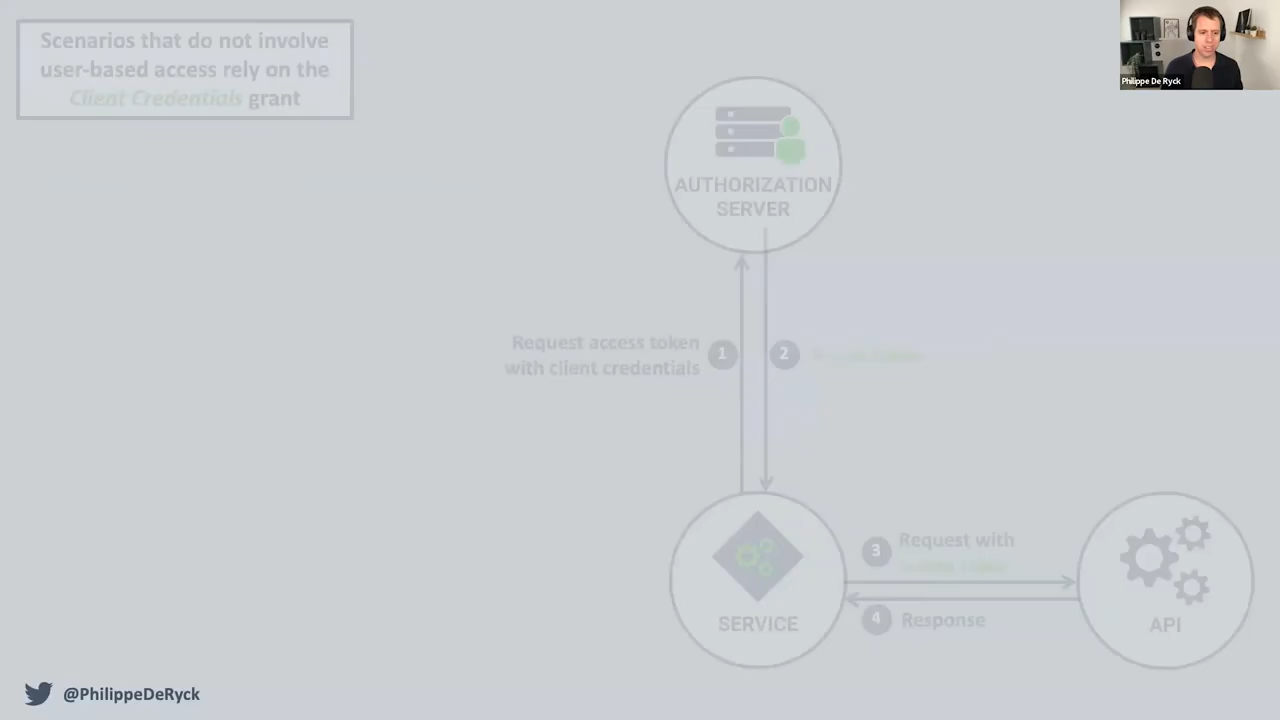 Scenarios that do not involve
user-based access rely on the
Client Credentials grant
Philippe De Ryck
AUTHORIZATION
SERVER
Request access token
with client credentials
1
2
3
Request with
4
Response
SERVICE
API
@PhilippeDeRyck